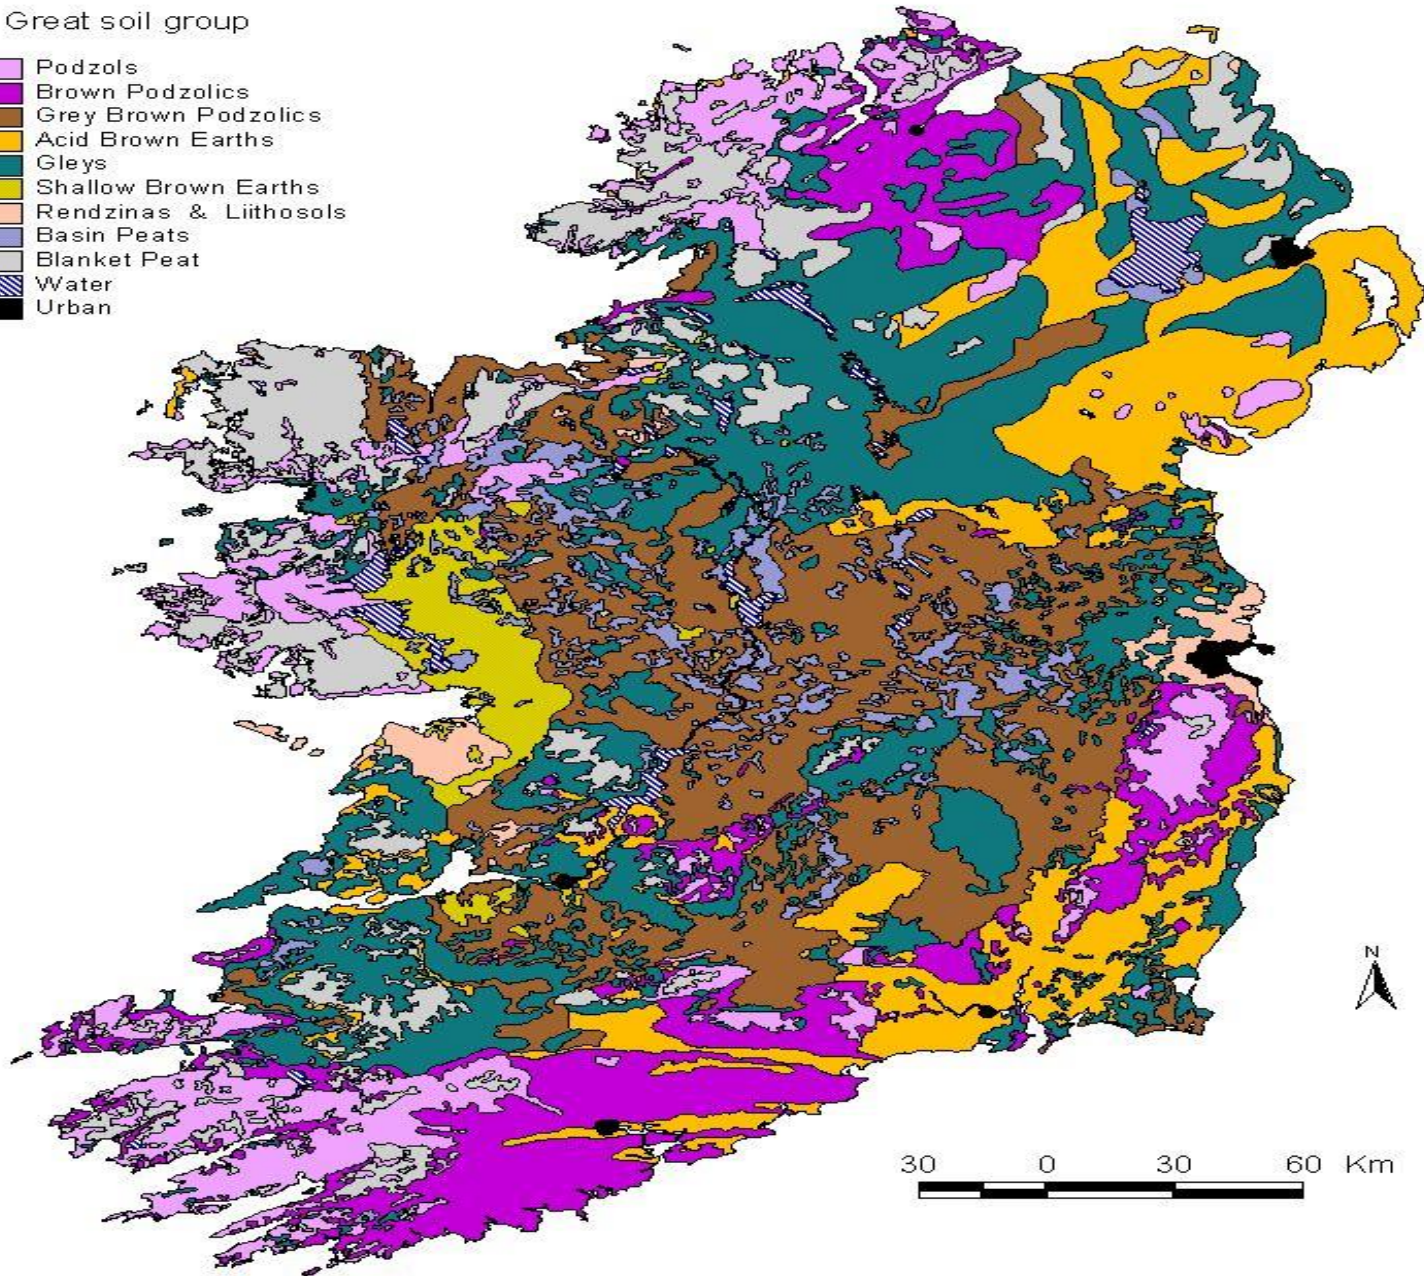 Great soil group
Podzols
Brown Podzolics
Grey Brown Podzolics
Acid Brown Earths
Gleys
Shallow Brown Earths
Rendzinas & Liithosols
Basin Peats
Blanket Peat
Water
Urban
N
30 0 30 60 Km